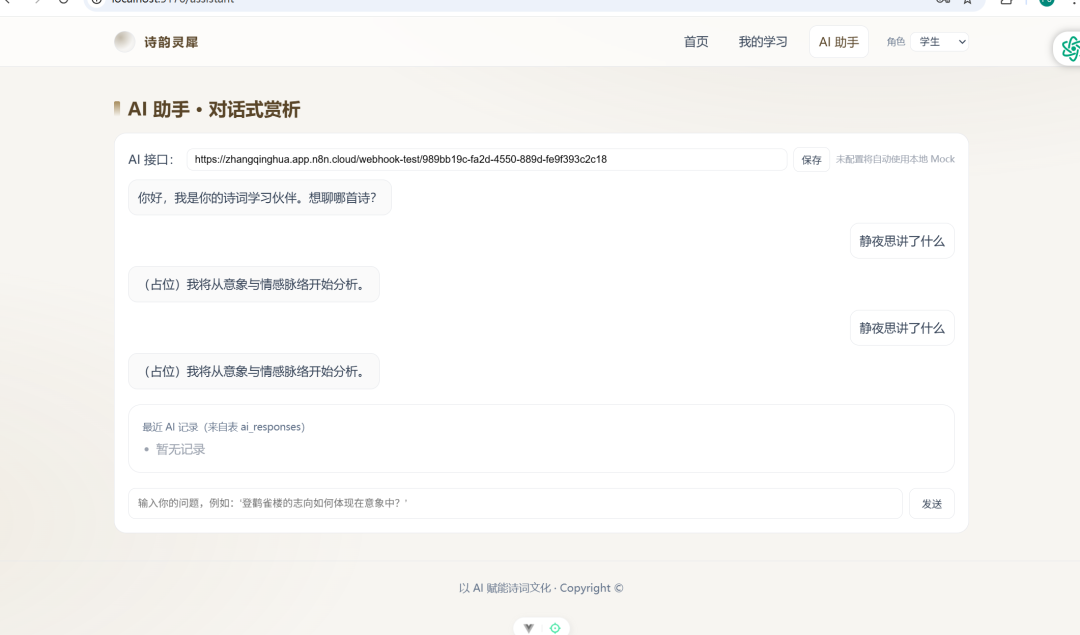 诗韵灵犀
首页 我的学习 AI 助手 角色 学生
AI 助手 · 对话式赏析
AI 接口： https://zhangqinghua.app.n8n.cloud/webhook-test/989bb19c-fa2d-4550-889d-fe9f393c2c18 保存 未配置将自动使用本地 Mock
你好，我是你的诗词学习伙伴。想聊哪首诗？
静夜思讲了什么
（占位）我将从意象与情感脉络开始分析。
静夜思讲了什么
（占位）我将从意象与情感脉络开始分析。
最近 AI 记录（来自表 ai_responses）
• 暂无记录
输入你的问题，例如：'登鹳雀楼的志向如何体现在意象中？' 发送
以 AI 赋能诗词文化 · Copyright ©